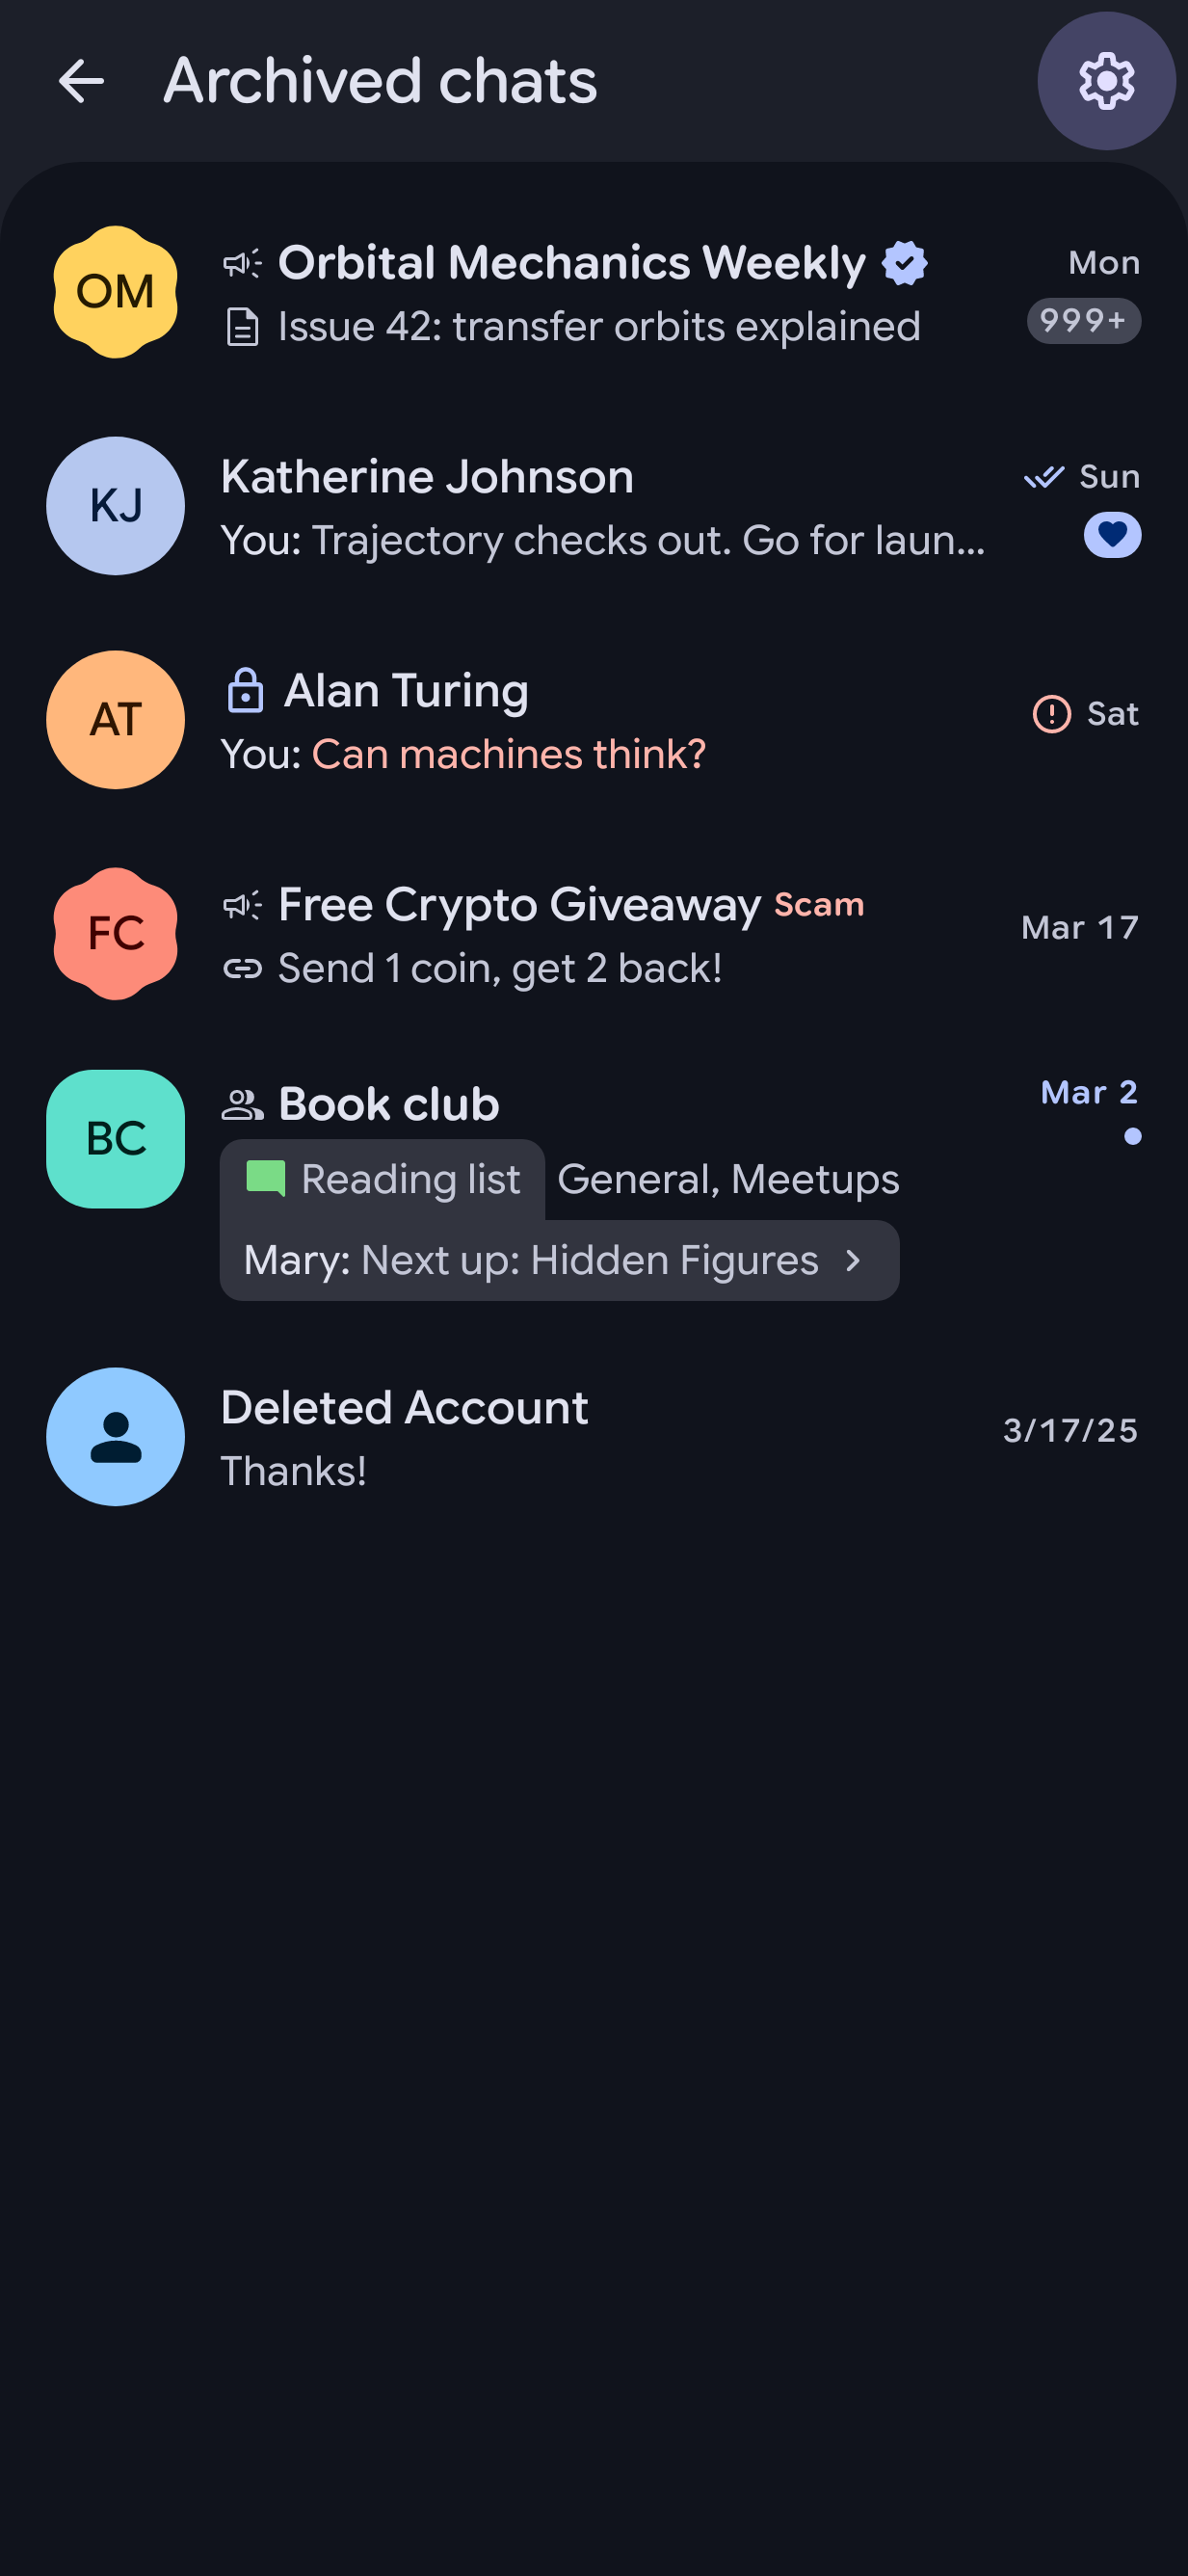 Archived chats
OM
Orbital Mechanics Weekly
Mon
Issue 42: transfer orbits explained
999+
KJ
Katherine Johnson
Sun
You: Trajectory checks out. Go for laun...
AT
Alan Turing
Sat
You: Can machines think?
FC
Free Crypto Giveaway Scam
Mar 17
Send 1 coin, get 2 back!
BC
Book club
Mar 2
Reading list General, Meetups
Mary: Next up: Hidden Figures
Deleted Account
3/17/25
Thanks!